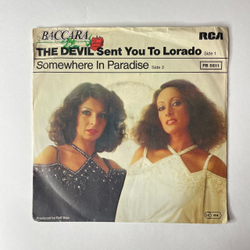 BACCARA
RCA
THE DEVIL Sent You To Lorado Side 1
Somewhere In Paradise Side 2
PB 5611
Produced by Rolf Soja